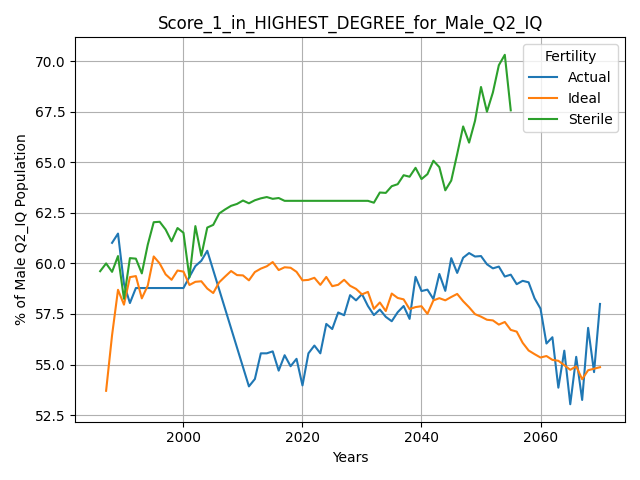 Score_1_in_HIGHEST_DEGREE_for_Male_Q2_IQ
Fertility
Actual
Ideal
Sterile
% of Male Q2_IQ Population
70.0
67.5
65.0
62.5
60.0
57.5
55.0
52.5
2000
2020
2040
2060
Years